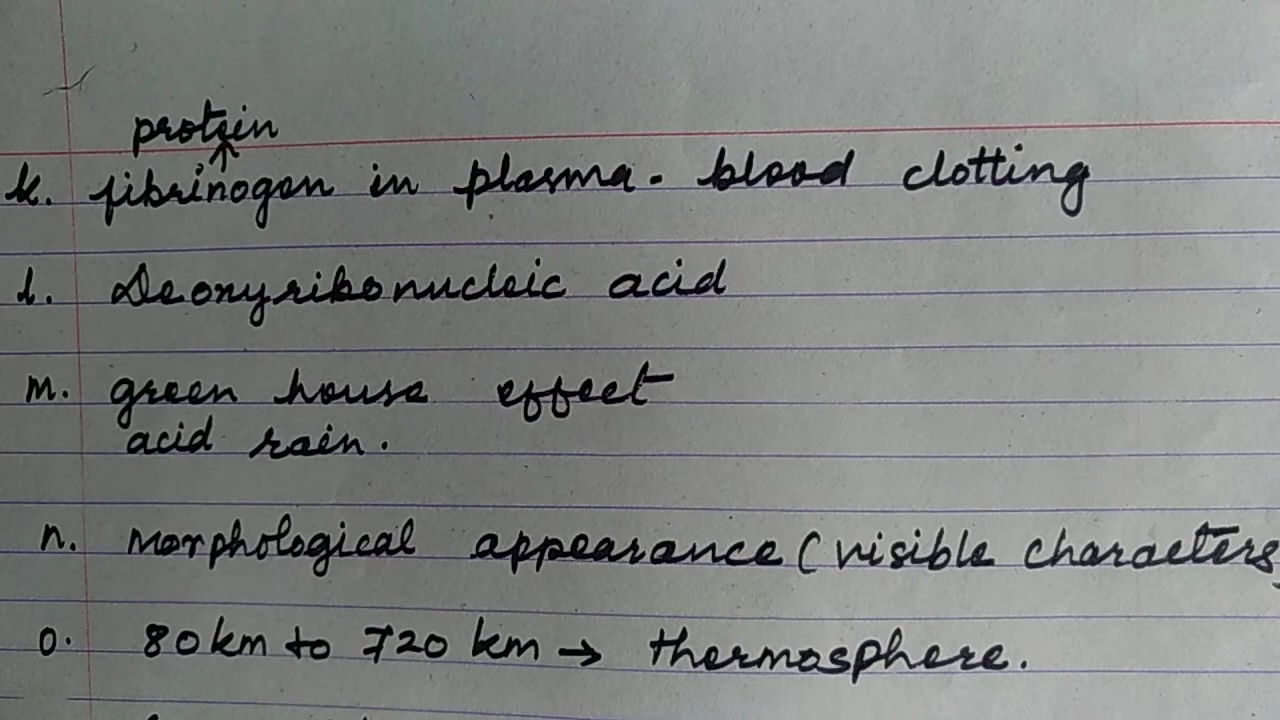 protein
↑
k. fibrinogen in plasma. blood clotting
l. Deoxyribonucleic acid
m. green house effect
acid rain.
n. morphological appearance (visible characters
o. 80 km to 720 km → thermosphere.